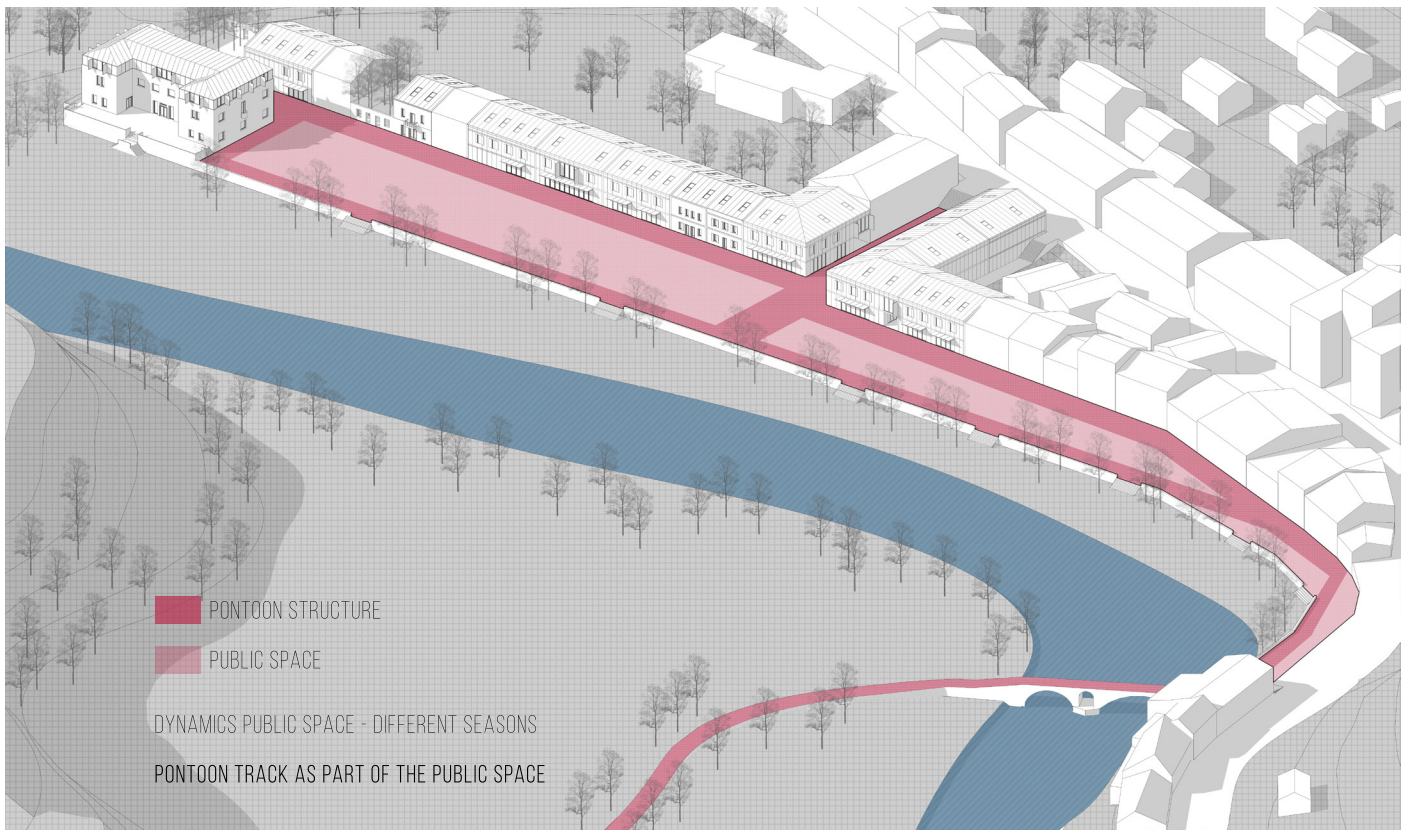 PONTOON STRUCTURE
PUBLIC SPACE
DYNAMICS PUBLIC SPACE - DIFFERENT SEASONS
PONTOON TRACK AS PART OF THE PUBLIC SPACE